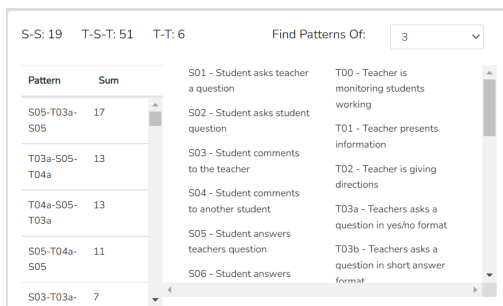 S-S: 19 T-S-T: 51 T-T: 6 Find Patterns Of: 3
Pattern Sum
S05-T03a-
S05 17
T03a-S05-
T04a 13
T04a-S05-
T03a 13
S05-T04a-
S05 11
S03-T03a- 7
S01 - Student asks teacher
a question
S02 - Student asks student
question
S03 - Student comments
to the teacher
S04 - Student comments
to another student
S05 - Student answers
teachers question
S06 - Student answers
T00 - Teacher is
monitoring students
working
T01 - Teacher presents
information
T02 - Teacher is giving
directions
T03a - Teachers asks a
question in yes/no format
T03b - Teachers asks a
question in short answer
format